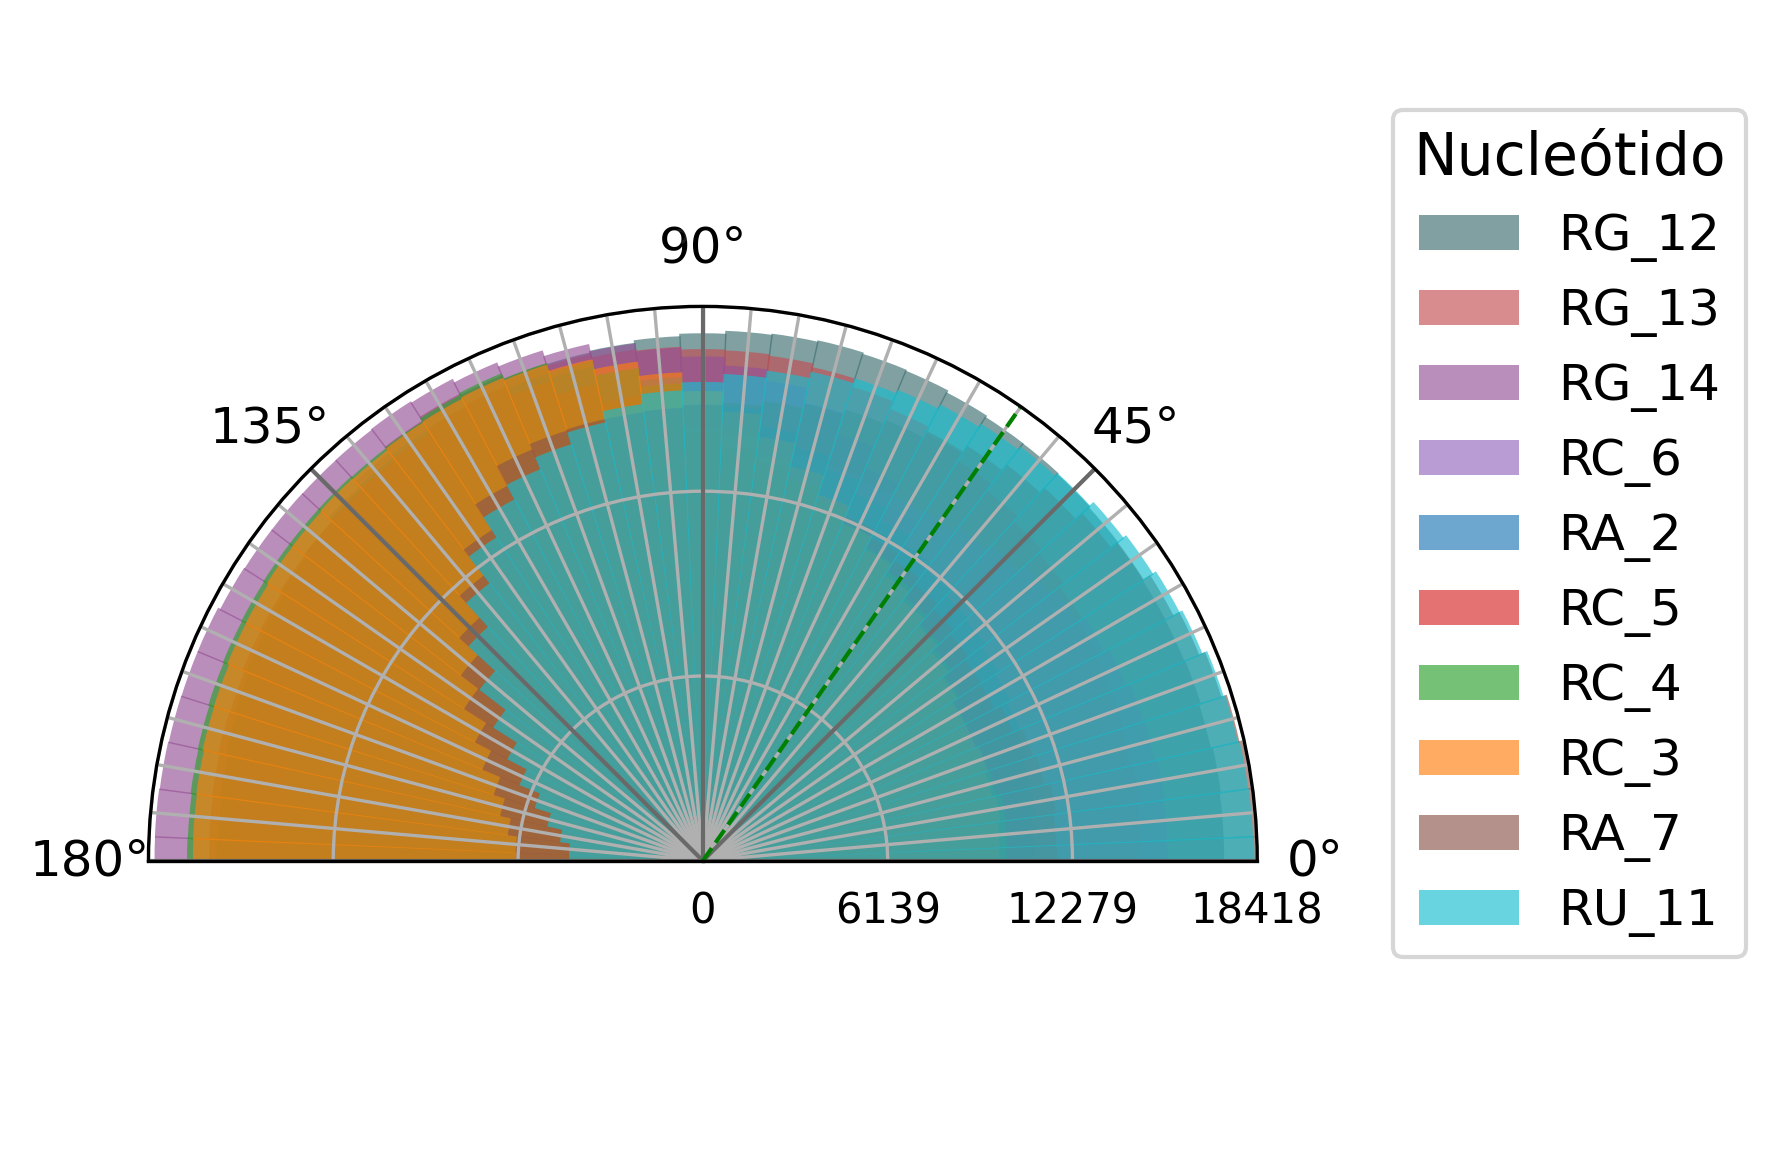 Nucleótido
RG_12
RG_13
RG_14
RC_6
RA_2
RC_5
RC_4
RC_3
RA_7
RU_11
90°
135°
45°
180°
0°
0
6139
12279
18418